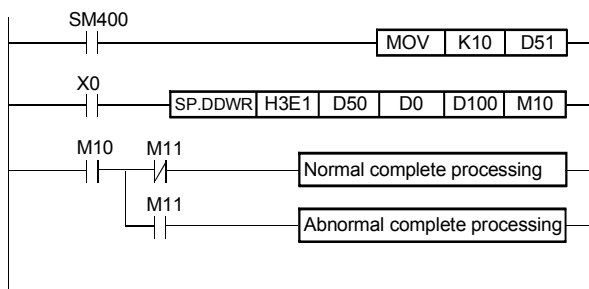 SM400
MOV K10 D51
X0
SP.DDWR H3E1 D50 D0 D100 M10
M10 M11
Normal complete processing
M11
Abnormal complete processing